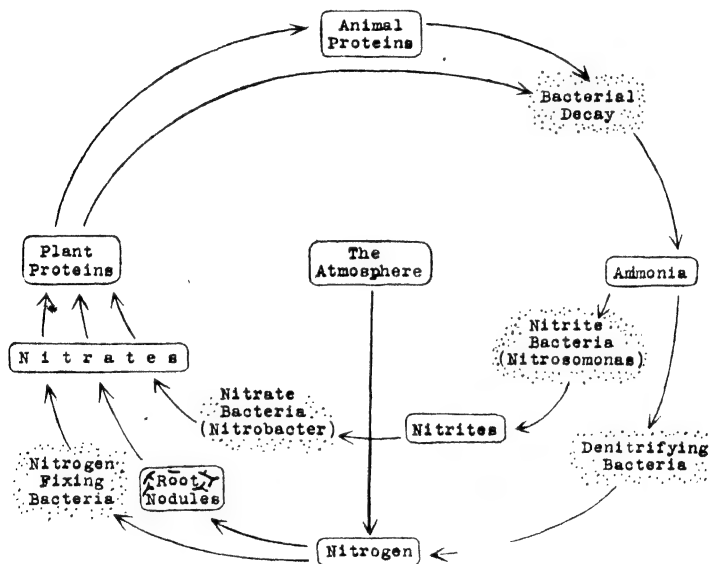 Animal
Proteins
Bacterial
Decay
Plant
Proteins
The
Atmosphere
Ammonia
Nitrite
Bacteria
(Nitrosomonas)
Nitrates
Nitrate
Bacteria
(Nitrobacter)
Nitrites
Denitrifying
Bacteria
Nitrogen
Fixing
Bacteria
Root
Nodules
Nitrogen